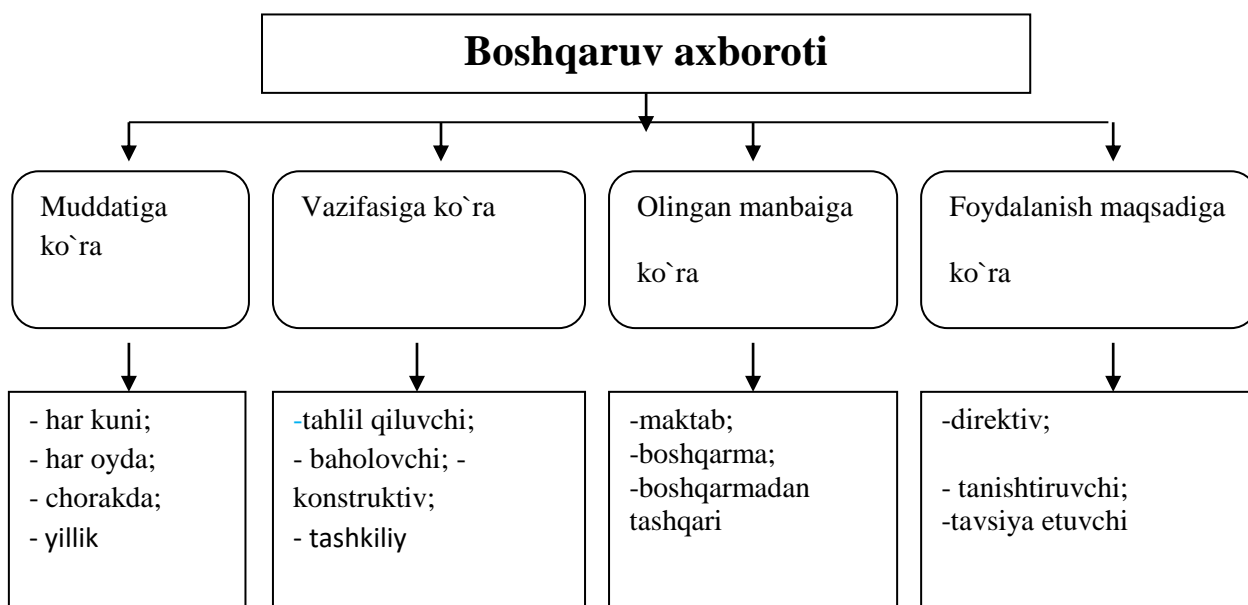 Boshqaruv axboroti
Muddatiga
ko`ra
Vazifasiga ko`ra
Olingan manbaiga
ko`ra
Foydalanish maqsadiga
ko`ra
- har kuni;
- har oyda;
- chorakda;
- yillik
-tahlil qiluvchi;
- baholovchi; -
konstruktiv;
- tashkiliy
-maktab;
-boshqarma;
-boshqarmadan
tashqari
-direktiv;
- tanishtiruvchi;
-tavsiya etuvchi